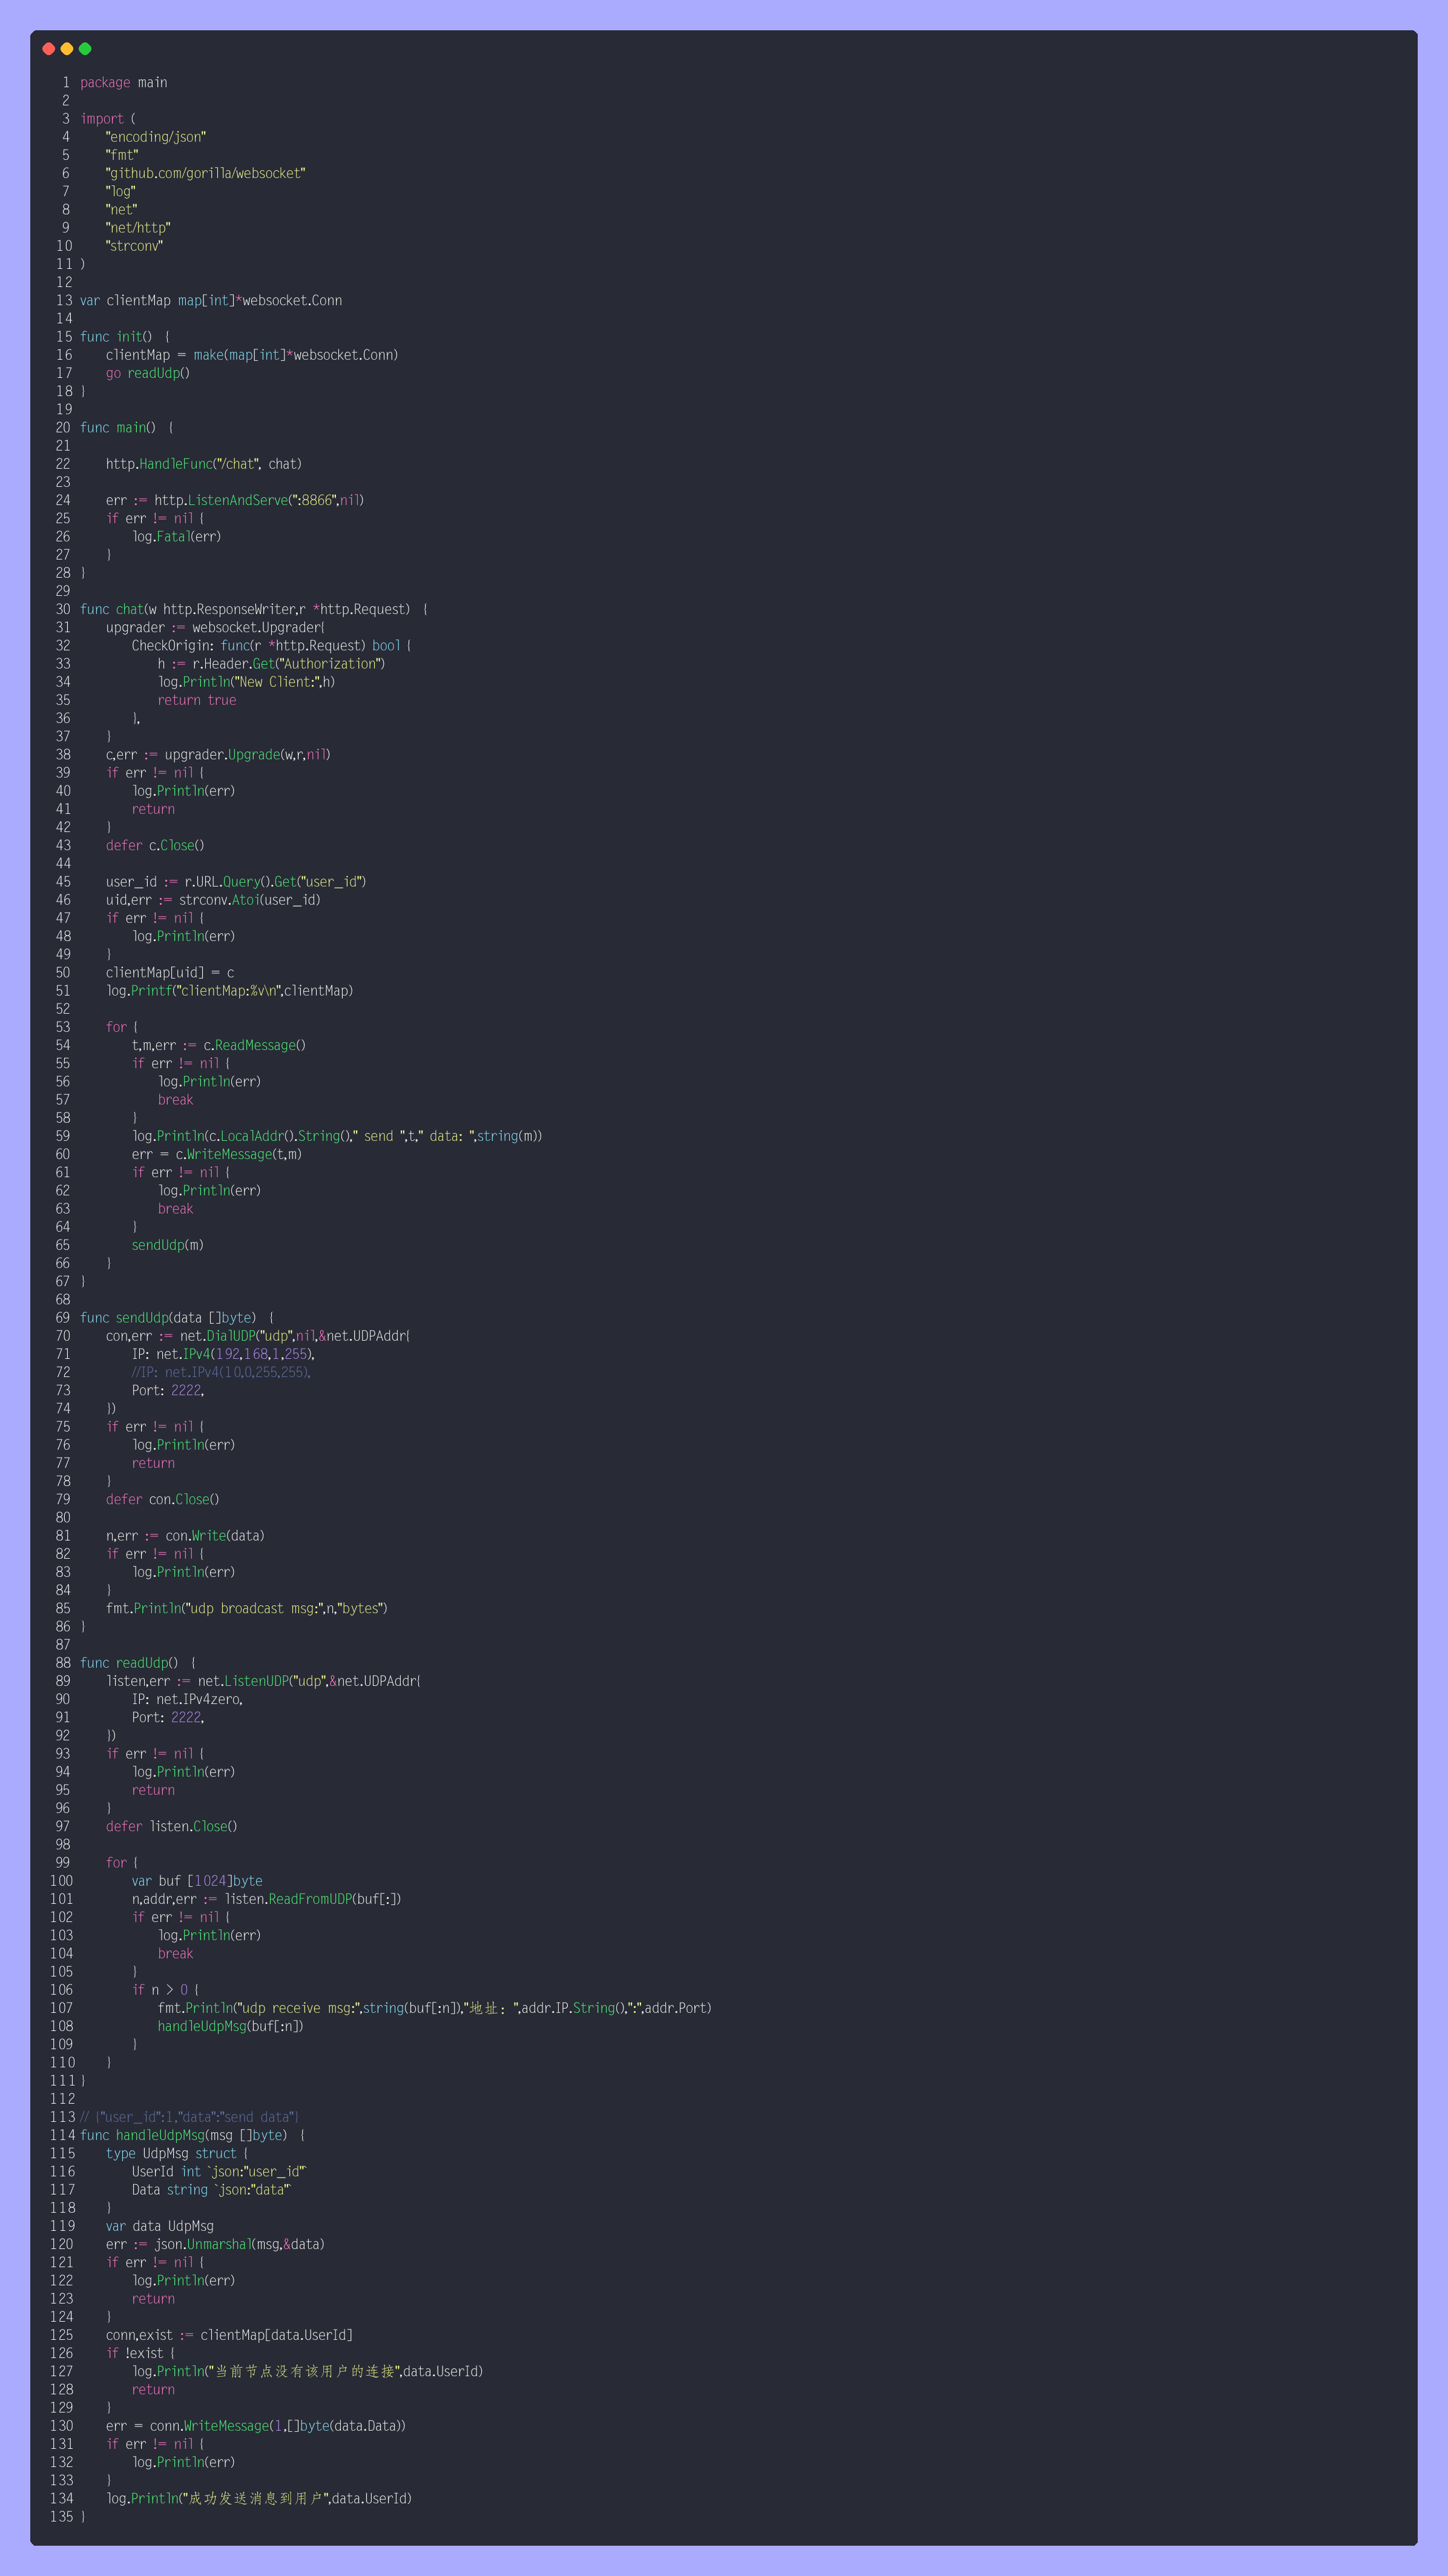 1 package main
2
3 import (
4     "encoding/json"
5     "fmt"
6     "github.com/gorilla/websocket"
7     "log"
8     "net"
9     "net/http"
10     "strconv"
11 )
12
13 var clientMap map[int]*websocket.Conn
14
15 func init() {
16     clientMap = make(map[int]*websocket.Conn)
17     go readUdp()
18 }
19
20 func main() {
21
22     http.HandleFunc("/chat", chat)
23
24     err := http.ListenAndServe(":8866",nil)
25     if err != nil {
26         log.Fatal(err)
27     }
28 }
29
30 func chat(w http.ResponseWriter,r *http.Request) {
31     upgrader := websocket.Upgrader{
32         CheckOrigin: func(r *http.Request) bool {
33             h := r.Header.Get("Authorization")
34             log.Println("New Client:",h)
35             return true
36         },
37     }
38     c,err := upgrader.Upgrade(w,r,nil)
39     if err != nil {
40         log.Println(err)
41         return
42     }
43     defer c.Close()
44
45     user_id := r.URL.Query().Get("user_id")
46     uid,err := strconv.Atoi(user_id)
47     if err != nil {
48         log.Println(err)
49     }
50     clientMap[uid] = c
51     log.Printf("clientMap:%v\n",clientMap)
52
53     for {
54         t,m,err := c.ReadMessage()
55         if err != nil {
56             log.Println(err)
57             break
58         }
59         log.Println(c.LocalAddr().String()," send ",t," data: ",string(m))
60         err = c.WriteMessage(t,m)
61         if err != nil {
62             log.Println(err)
63             break
64         }
65         sendUdp(m)
66     }
67 }
68
69 func sendUdp(data []byte) {
70     con,err := net.DialUDP("udp",nil,&net.UDPAddr{
71         IP: net.IPv4(192,168,1,255),
72         //IP: net.IPv4(10,0,255,255),
73         Port: 2222,
74     })
75     if err != nil {
76         log.Println(err)
77         return
78     }
79     defer con.Close()
80
81     n,err := con.Write(data)
82     if err != nil {
83         log.Println(err)
84     }
85     fmt.Println("udp broadcast msg:",n,"bytes")
86 }
87
88 func readUdp() {
89     listen,err := net.ListenUDP("udp",&net.UDPAddr{
90         IP: net.IPv4zero,
91         Port: 2222,
92     })
93     if err != nil {
94         log.Println(err)
95         return
96     }
97     defer listen.Close()
98
99     for {
100         var buf [1024]byte
101         n,addr,err := listen.ReadFromUDP(buf[:])
102         if err != nil {
103             log.Println(err)
104             break
105         }
106         if n > 0 {
107             fmt.Println("udp receive msg:",string(buf[:n]),"地址: ",addr.IP.String(),":",addr.Port)
108             handleUdpMsg(buf[:n])
109         }
110     }
111 }
112
113 // {"user_id":1,"data":"send data"}
114 func handleUdpMsg(msg []byte) {
115     type UdpMsg struct {
116         UserId int `json:"user_id"`
117         Data string `json:"data"`
118     }
119     var data UdpMsg
120     err := json.Unmarshal(msg,&data)
121     if err != nil {
122         log.Println(err)
123         return
124     }
125     conn,exist := clientMap[data.UserId]
126     if !exist {
127         log.Println("当前节点没有该用户的连接",data.UserId)
128         return
129     }
130     err = conn.WriteMessage(1,[]byte(data.Data))
131     if err != nil {
132         log.Println(err)
133     }
134     log.Println("成功发送消息到用户",data.UserId)
135 }